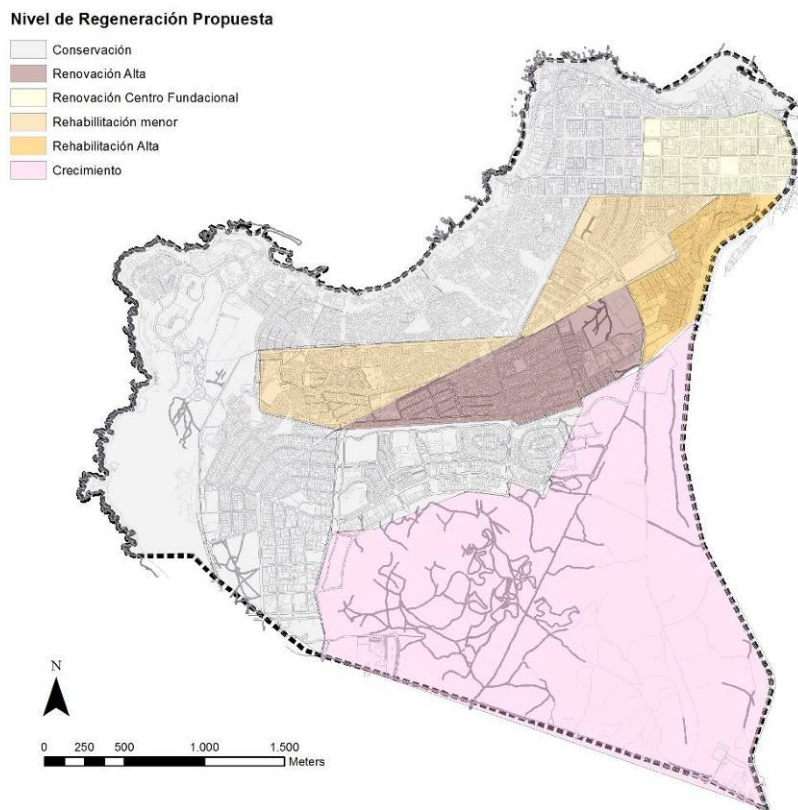 Nivel de Regeneración Propuesta
Conservación
Renovación Alta
Renovación Centro Fundacional
Rehabillitación menor
Rehabilitación Alta
Crecimiento
N
0 250 500 1.000 1.500
Meters